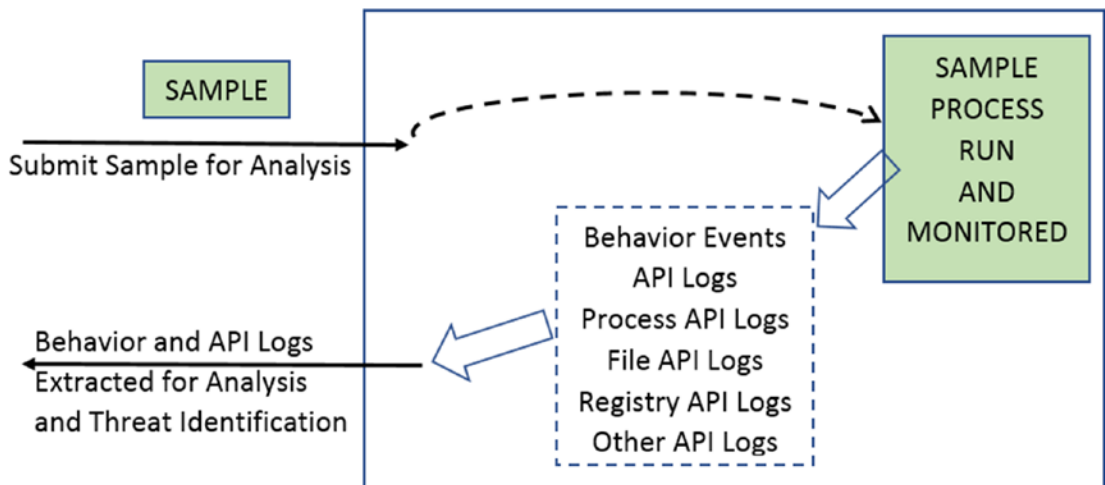 SAMPLE
Submit Sample for Analysis
SAMPLE
PROCESS
RUN
AND
MONITORED
Behavior Events
API Logs
Process API Logs
File API Logs
Registry API Logs
Other API Logs
Behavior and API Logs
Extracted for Analysis
and Threat Identification